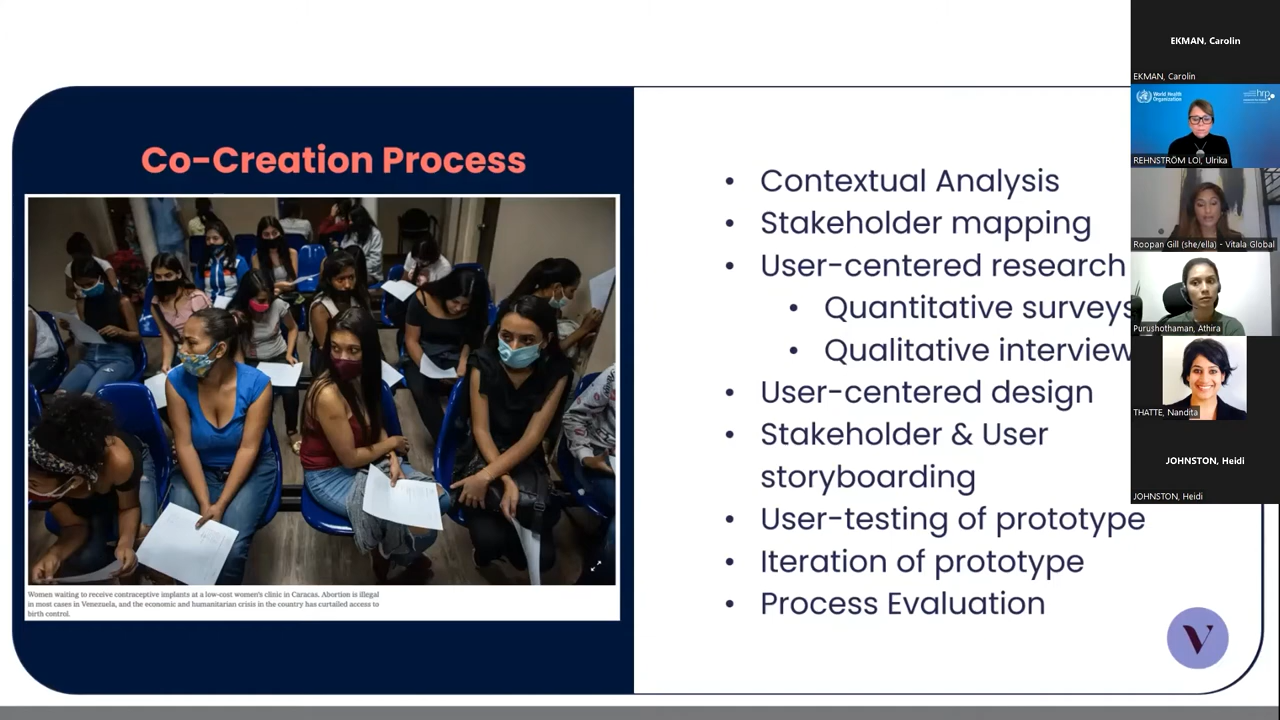 Co-Creation Process
Women waiting to receive contraceptive implants at a low-cost women's clinic in Caracas. Abortion is illegal
in most cases in Venezuela, and the economic and humanitarian crisis in the country has curtailed access to
birth control.
• Contextual Analysis
• Stakeholder mapping
• User-centered research
• Quantitative surveys
• Qualitative interview
• User-centered design
• Stakeholder & User
storyboarding
• User-testing of prototype
• Iteration of prototype
• Process Evaluation
V
EKMAN, Carolin
EKMAN, Carolin
World Health
Organization
hrp
REHNSTRÖM LOI, Ulrika
Roopan Gill (she/ella) - Vitala Global
Purushothaman, Athira
THATTE, Nandita
JOHNSTON, Heidi
JOHNSTON, Heidi